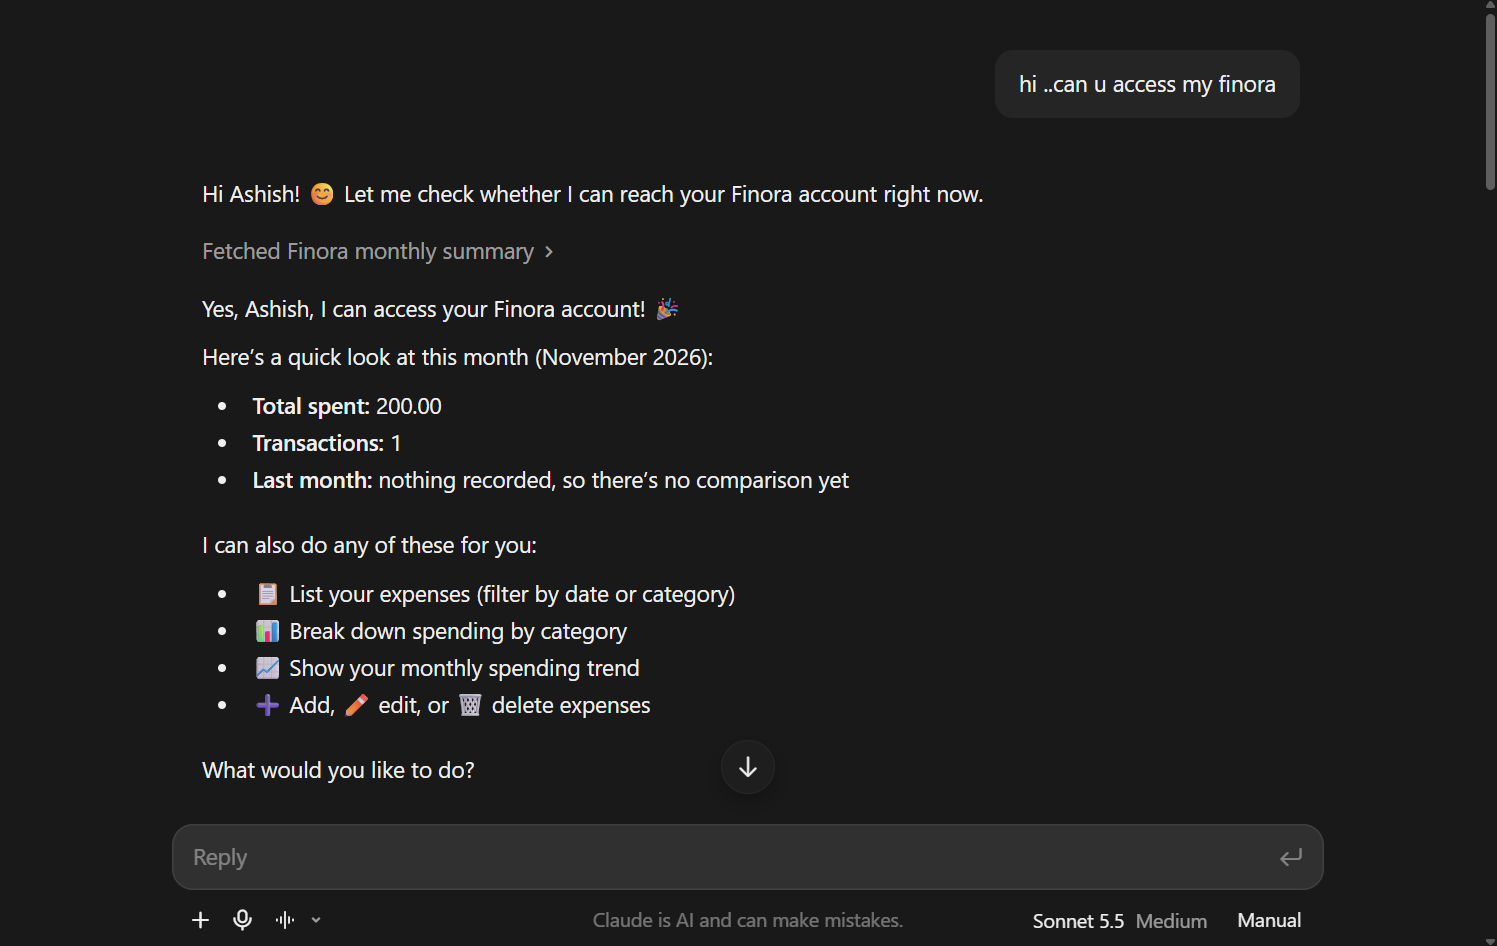 hi ..can u access my finora
Hi Ashish! 😊 Let me check whether I can reach your Finora account right now.
Fetched Finora monthly summary >
Yes, Ashish, I can access your Finora account! 🎉
Here’s a quick look at this month (November 2026):
• Total spent: 200.00
• Transactions: 1
• Last month: nothing recorded, so there’s no comparison yet
I can also do any of these for you:
• 📋 List your expenses (filter by date or category)
• 📊 Break down spending by category
• 📈 Show your monthly spending trend
• ➕ Add, ✏️ edit, or 🗑️ delete expenses
What would you like to do?
Reply
Claude is AI and can make mistakes.
Sonnet 5.5 Medium Manual